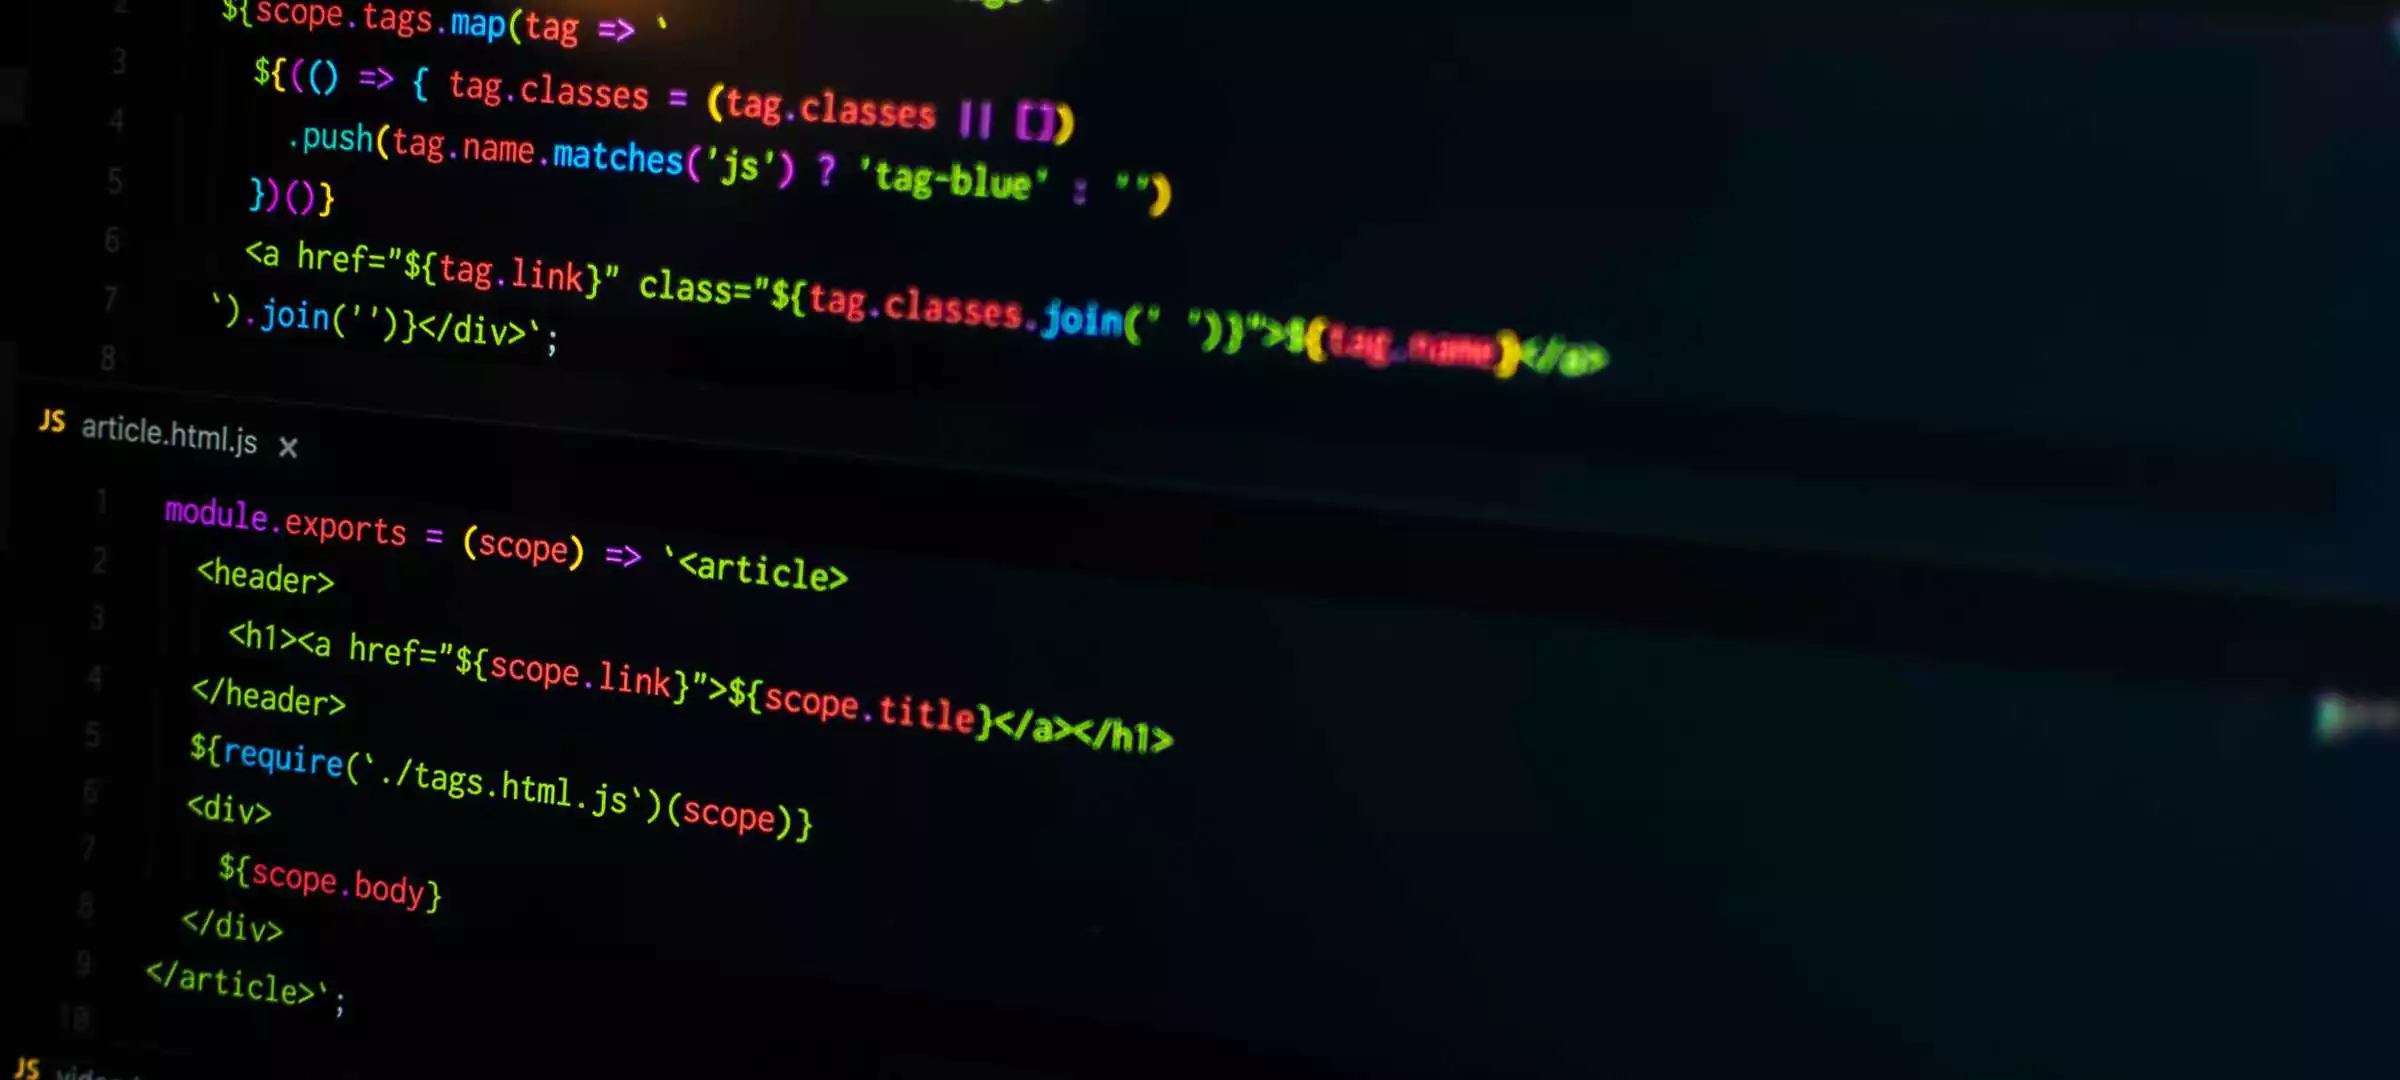 2
${scope.tags.map(tag => `
3
${(() => { tag.classes = (tag.classes || [])
4
.push(tag.name.matches('js') ? 'tag-blue' : '')
5
})()}
6
<a href="${tag.link}" class="${tag.classes.join(' ')}">${tag.name}</a>
7
`).join('')}</div>`;
8
JS article.html.js ×
1
module.exports = (scope) => `<article>
2
<header>
3
<h1><a href="${scope.link}">${scope.title}</a></h1>
4
</header>
5
${require(`./tags.html.js`)(scope)}
6
<div>
7
${scope.body}
8
</div>
9
</article>`;
10
JS